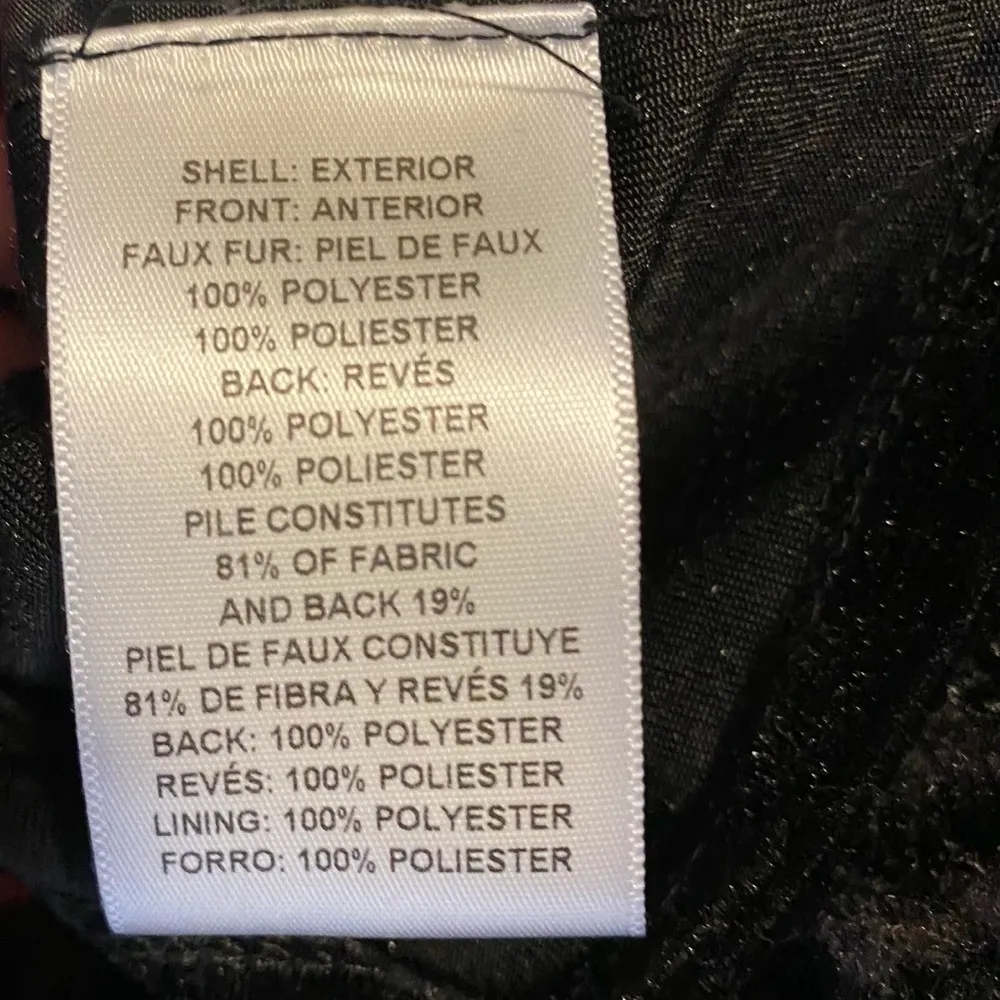 SHELL: EXTERIOR
FRONT: ANTERIOR
FAUX FUR: PIEL DE FAUX
100% POLYESTER
100% POLIESTER
BACK: REVÉS
100% POLYESTER
100% POLIESTER
PILE CONSTITUTES
81% OF FABRIC
AND BACK 19%
PIEL DE FAUX CONSTITUYE
81% DE FIBRA Y REVÉS 19%
BACK: 100% POLYESTER
REVÉS: 100% POLIESTER
LINING: 100% POLYESTER
FORRO: 100% POLIESTER